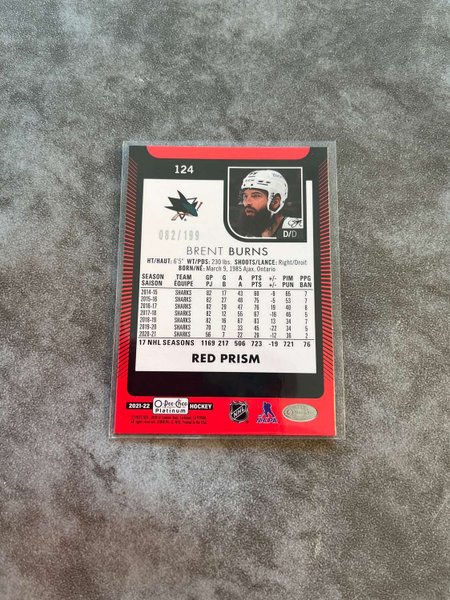 124
D/D
082/199
BRENT BURNS
HT/HAUT: 6'5" WT/PDS: 230 lbs. SHOOTS/LANCE: Right/Droit
BORN/NÉ: March 9, 1985 Ajax, Ontario
SEASON TEAM GP G A PTS +/- PIM PPG
SAISON ÉQUIPE PJ B A PTS +/- PUN BAN
2014-15 SHARKS 82 17 43 60 -9 65 7
2015-16 SHARKS 82 27 48 75 -5 53 7
2016-17 SHARKS 82 29 47 76 40 8
2017-18 SHARKS 82 12 55 67 -16 46 5
2018-19 SHARKS 82 16 67 83 13 34
2019-20 SHARKS 70 12 33 45 -22 34 5
2020-21 SHARKS 56 7 22 29 -12
17 NHL SEASONS 1169 217 506 723 -19 721 76
RED PRISM
2021-22 O-Pee-Chee Platinum HOCKEY
NHL
NHLPA